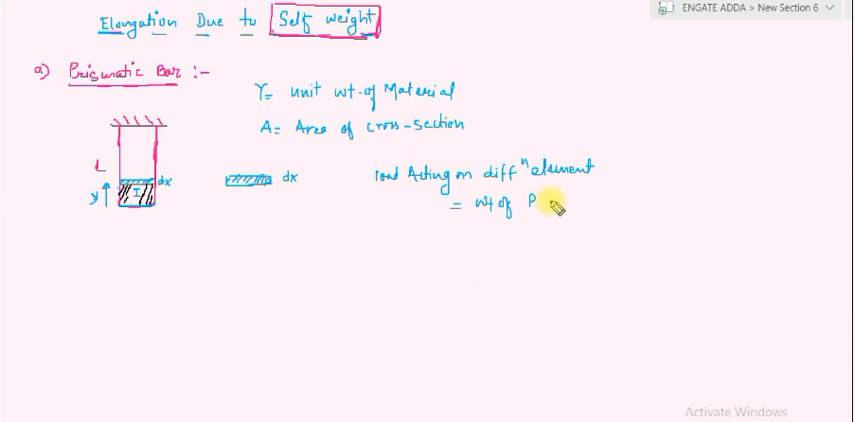 ENGATE ADDA > New Section 6
Elongation Due to Self weight
a) Prismatic Bar :-
γ = unit wt. of Material
A = Area of cross-section
L
dx
y
I
dx
load Acting on diffⁿ element
= wt of P
Activate Windows